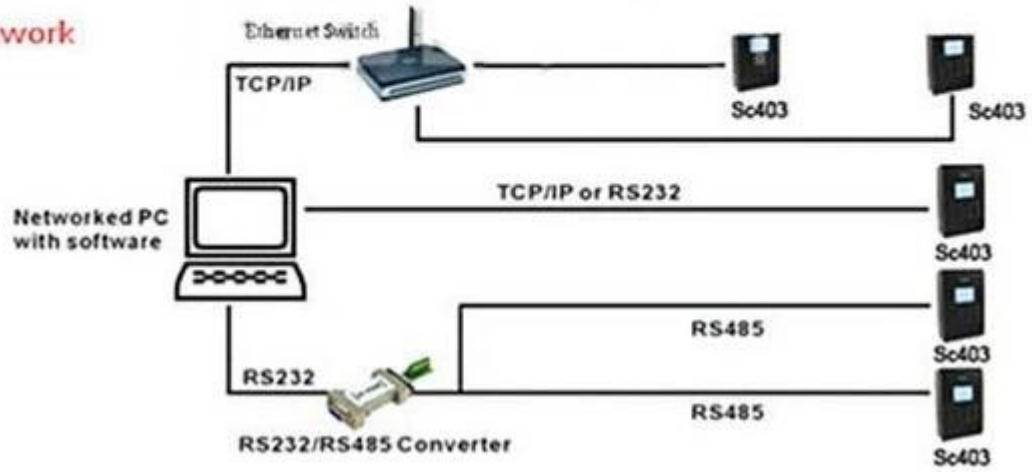 work
Ethernet Switch
TCP/IP
Sc403
Sc403
TCP/IP or RS232
Networked PC
with software
Sc403
RS485
Sc403
RS232
RS485
RS232/RS485 Converter
Sc403